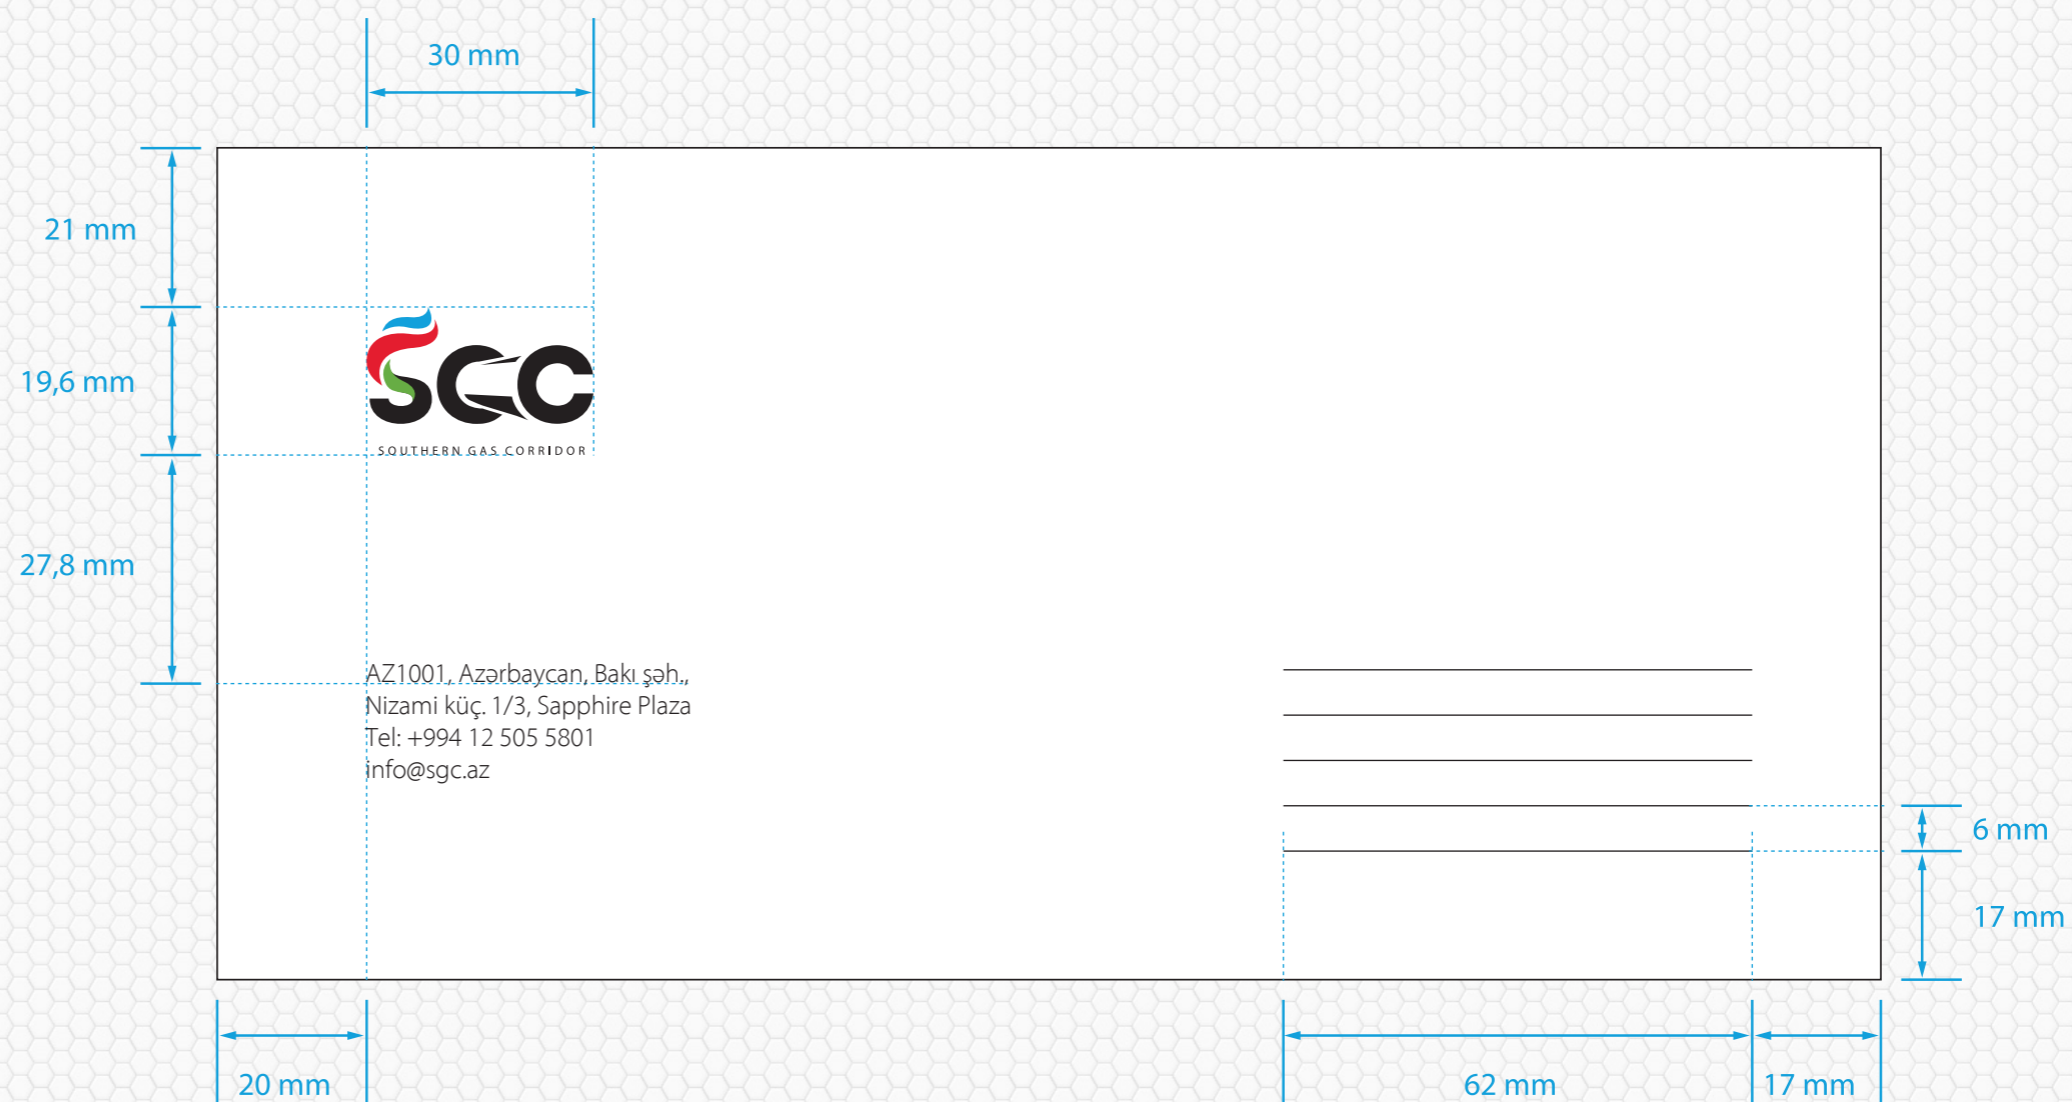 30 mm
21 mm
19,6 mm
SGC
SOUTHERN GAS CORRIDOR
27,8 mm
AZ1001, Azərbaycan, Bakı şəh.,
Nizami küç. 1/3, Sapphire Plaza
Tel: +994 12 505 5801
info@sgc.az
6 mm
17 mm
20 mm
62 mm
17 mm